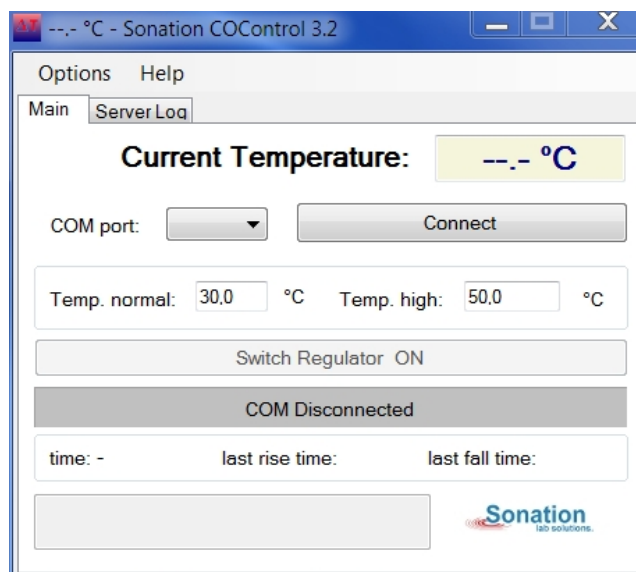 ΔT --.- °C - Sonation COControl 3.2
Options Help
Main Server Log
Current Temperature: --.- °C
COM port: Connect
Temp. normal: 30,0 °C Temp. high: 50,0 °C
Switch Regulator ON
COM Disconnected
time: - last rise time: last fall time:
Sonation
lab solutions.